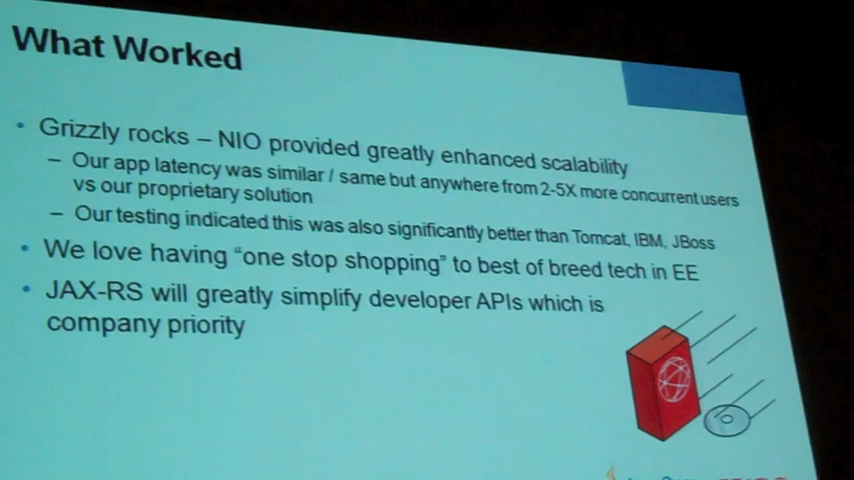 What Worked
• Grizzly rocks – NIO provided greatly enhanced scalability
– Our app latency was similar / same but anywhere from 2-5X more concurrent users
vs our proprietary solution
– Our testing indicated this was also significantly better than Tomcat, IBM, JBoss
• We love having "one stop shopping" to best of breed tech in EE
• JAX-RS will greatly simplify developer APIs which is
company priority